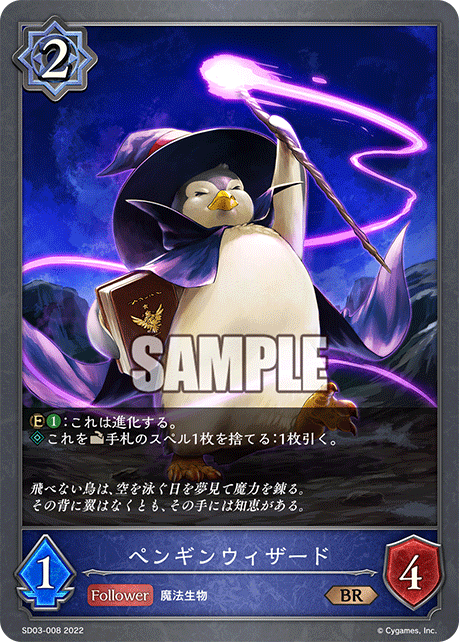 2
SAMPLE
E 1：これは進化する。
これを 手札のスペル1枚を捨てる：1枚引く。
飛べない鳥は、空を泳ぐ日を夢見て魔力を錬る。
その背に翼はなくとも、その手には知恵がある。
ペンギンウィザード
1
Follower 魔法生物
BR
4
SD03-008 2022
© Cygames, Inc.